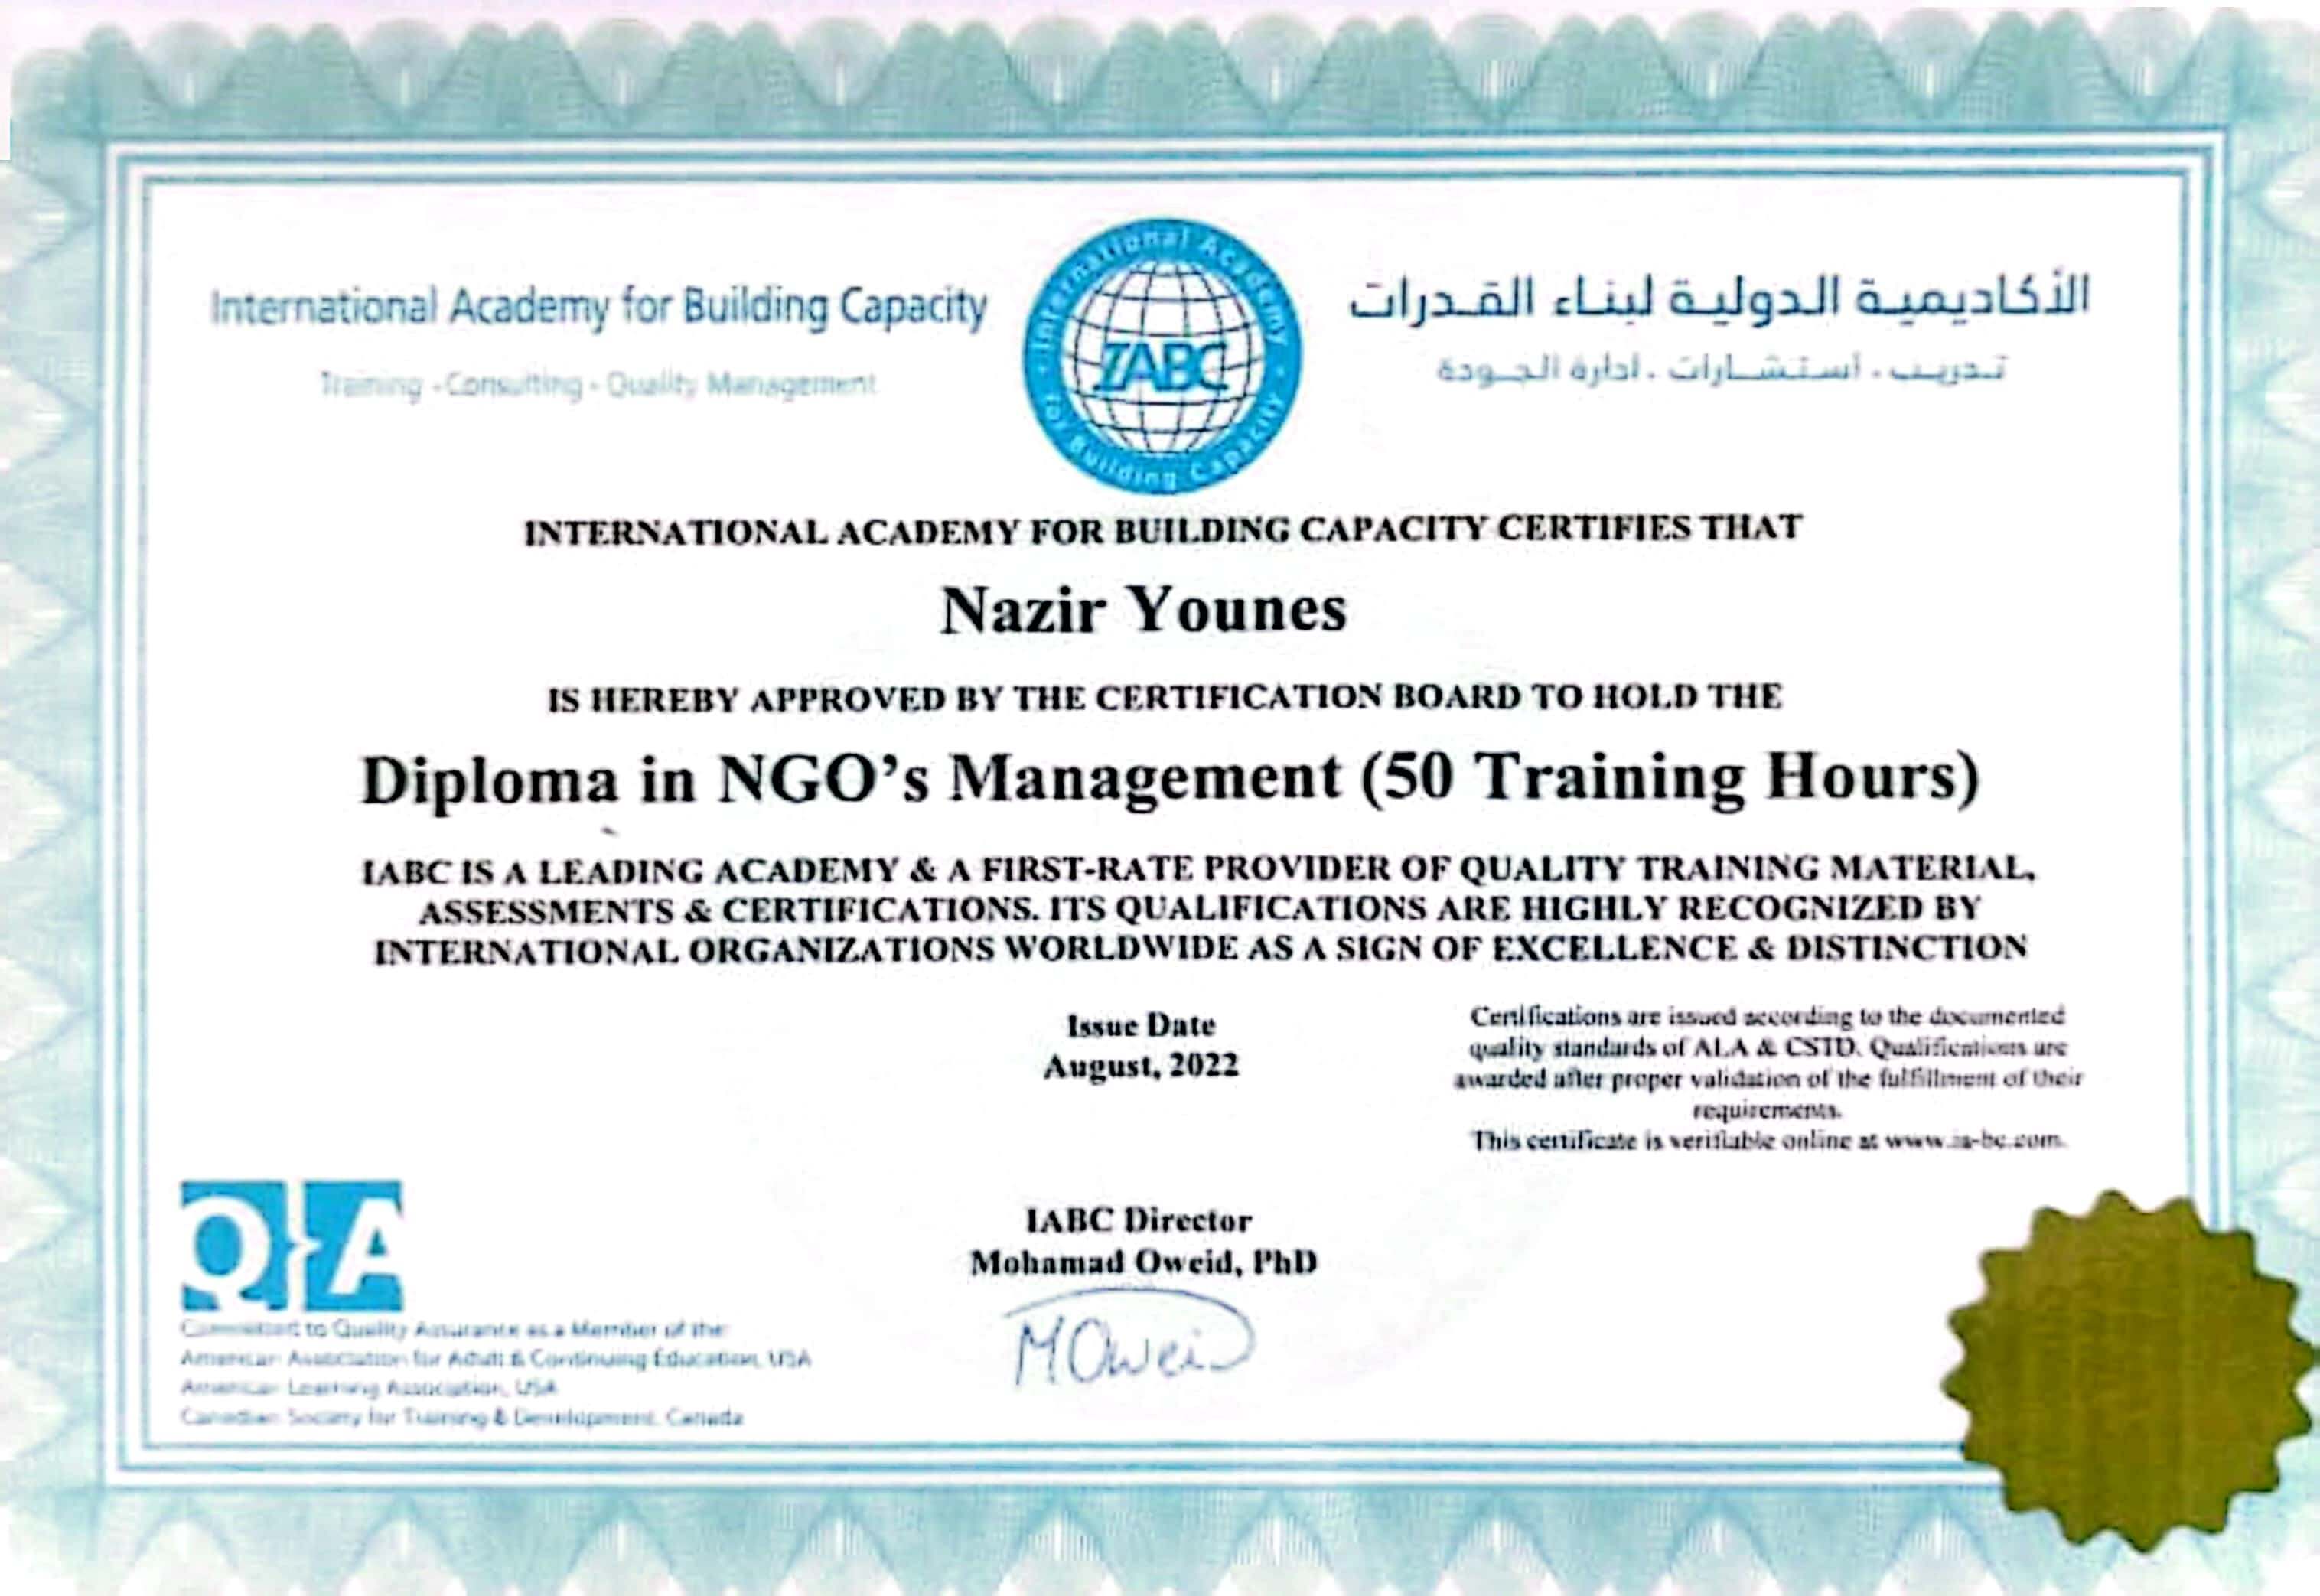 International Academy for Building Capacity
Training - Consulting - Quality Management
International Academy
IABC
for Building Capacity
الأكاديمية الدولية لبناء القدرات
تدريب . استشارات . ادارة الجودة
INTERNATIONAL ACADEMY FOR BUILDING CAPACITY CERTIFIES THAT
Nazir Younes
IS HEREBY APPROVED BY THE CERTIFICATION BOARD TO HOLD THE
Diploma in NGO’s Management (50 Training Hours)
IABC IS A LEADING ACADEMY & A FIRST-RATE PROVIDER OF QUALITY TRAINING MATERIAL,
ASSESSMENTS & CERTIFICATIONS. ITS QUALIFICATIONS ARE HIGHLY RECOGNIZED BY
INTERNATIONAL ORGANIZATIONS WORLDWIDE AS A SIGN OF EXCELLENCE & DISTINCTION
Issue Date
August, 2022
Certifications are issued according to the documented
quality standards of ALA & CSTD. Qualifications are
awarded after proper validation of the fulfillment of their
requirements.
This certificate is verifiable online at www.ia-bc.com.
IABC Director
Mohamad Oweid, PhD
MOweid
Q A
Committed to Quality Assurance as a Member of the:
American Association for Adult & Continuing Education, USA
American Learning Association, USA
Canadian Society for Training & Development, Canada